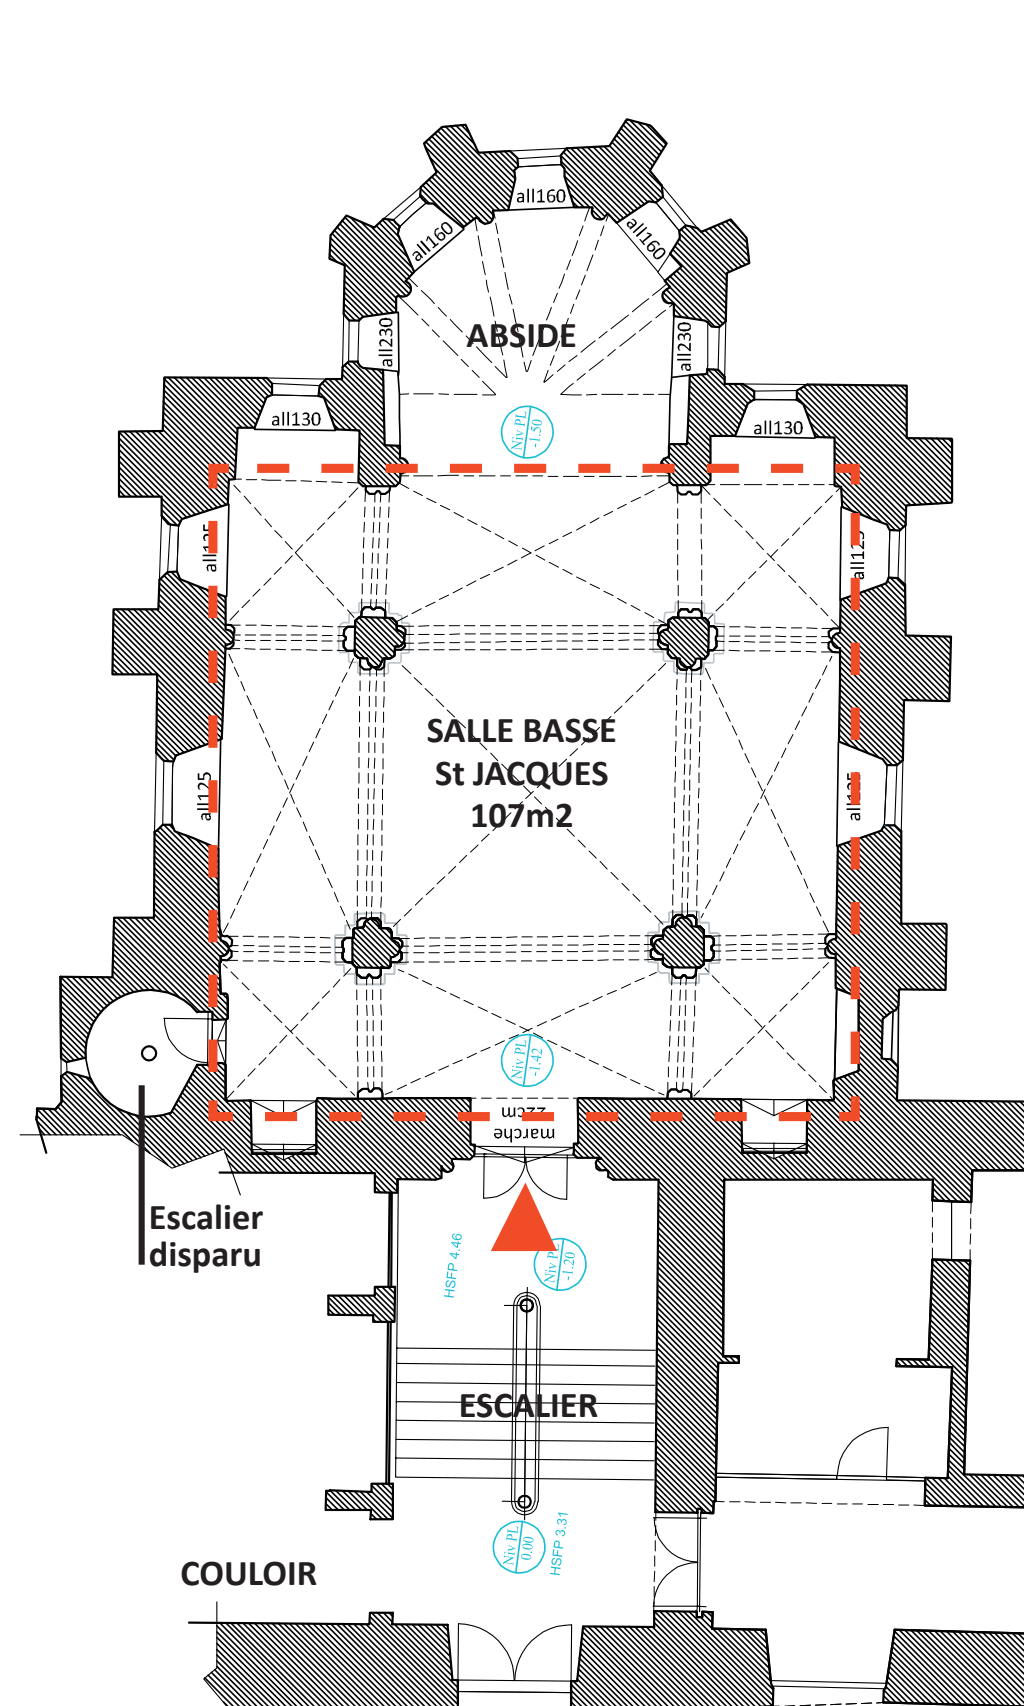 all160
all160
all160
all230
ABSIDE
all230
all130
all130
Niv PL
-1.50
all125
all125
SALLE BASSE
St JACQUES
107m2
all125
all125
Niv PL
-1.42
marche
22cm
Escalier
disparu
HSFP 4.46
Niv PL
-1.20
ESCALIER
Niv PL
0.00
HSFP 3.31
COULOIR